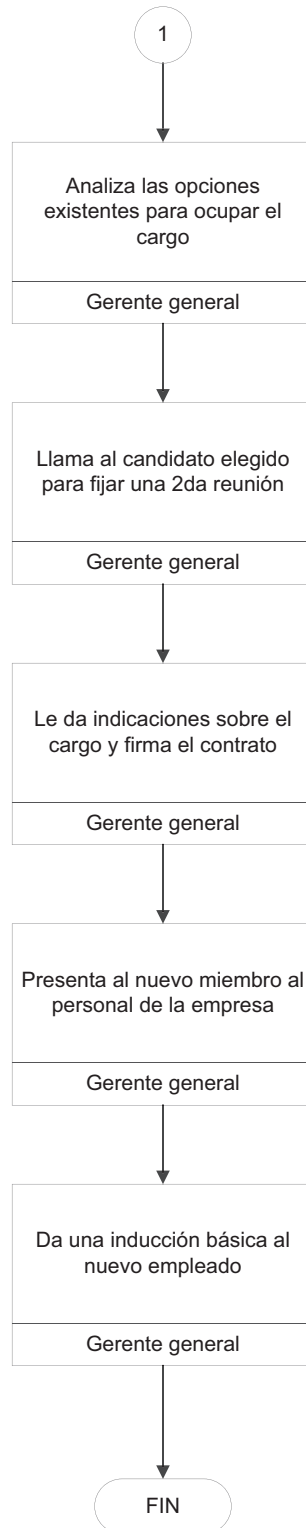 1
Analiza las opciones
existentes para ocupar el
cargo
Gerente general
Llama al candidato elegido
para fijar una 2da reunión
Gerente general
Le da indicaciones sobre el
cargo y firma el contrato
Gerente general
Presenta al nuevo miembro al
personal de la empresa
Gerente general
Da una inducción básica al
nuevo empleado
Gerente general
FIN